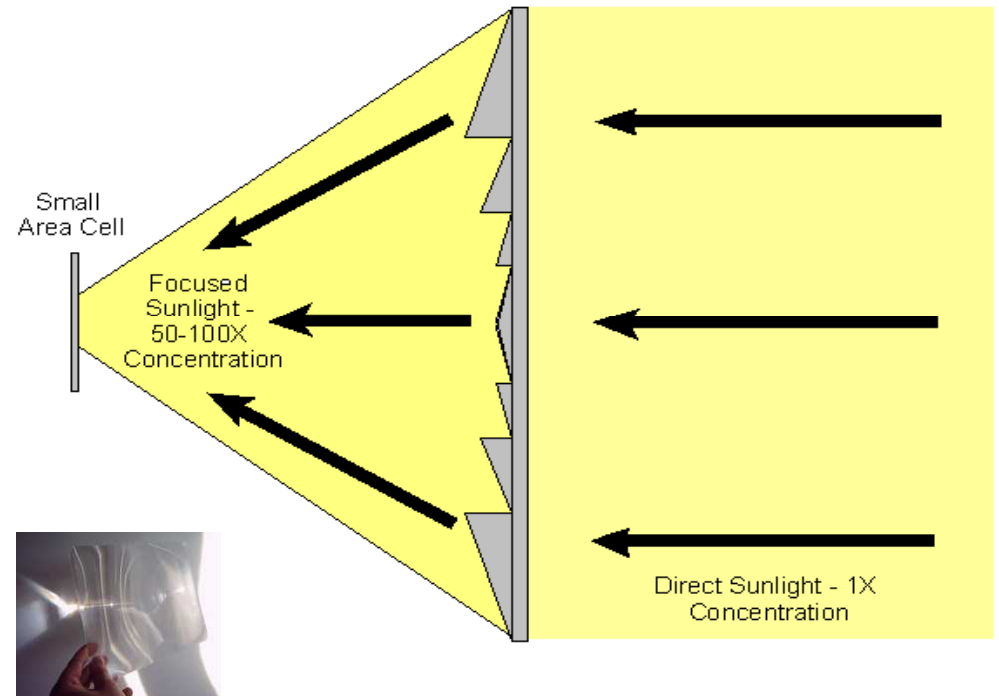 Small
Area Cell
Focused
Sunlight -
50-100X
Concentration
Direct Sunlight - 1X
Concentration